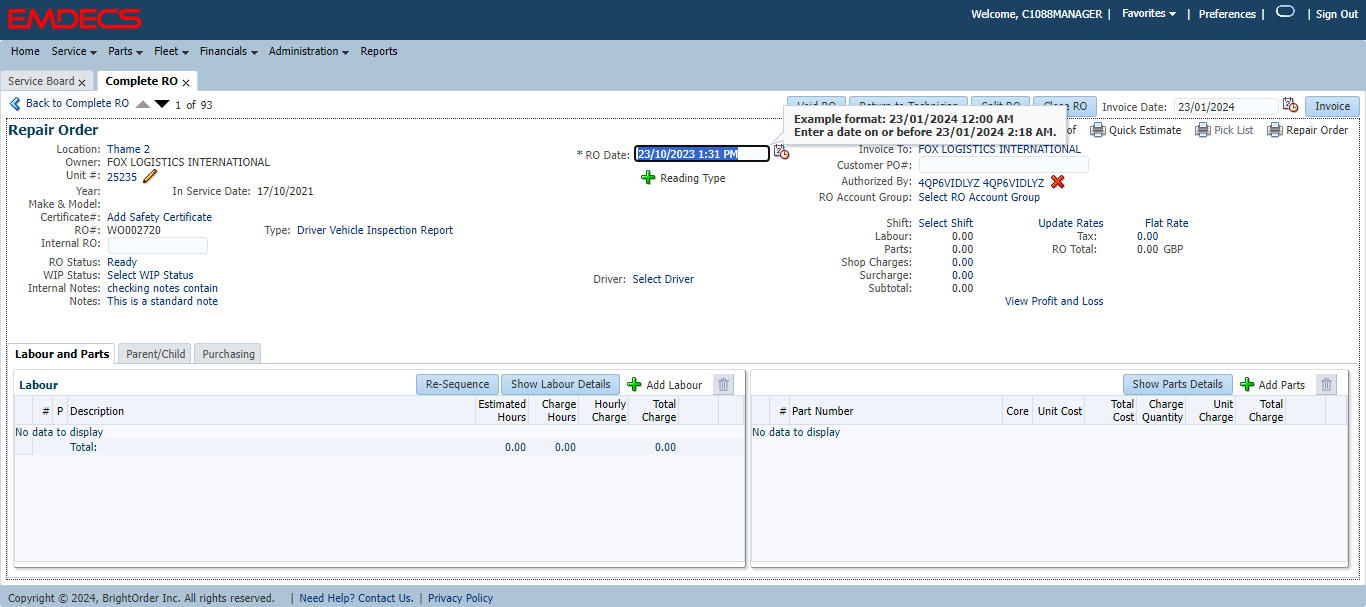 EMDECS
Welcome, C1088MANAGER | Favorites | Preferences | | Sign Out
Home Service Parts Fleet Financials Administration Reports
Service Board x Complete RO x
Back to Complete RO 1 of 93
Void RO Return to Technician Split RO Close RO Invoice Date: 23/01/2024 Invoice
Example format: 23/01/2024 12:00 AM
Enter a date on or before 23/01/2024 2:18 AM.
Repair Order of Quick Estimate Pick List Repair Order
Location: Thame 2 * RO Date: 23/10/2023 1:31 PM Invoice To: FOX LOGISTICS INTERNATIONAL
Owner: FOX LOGISTICS INTERNATIONAL Customer PO#:
Unit #: 25235 Reading Type Authorized By: 4QP6VIDLYZ 4QP6VIDLYZ
Year: In Service Date: 17/10/2021 RO Account Group: Select RO Account Group
Make & Model:
Certificate#: Add Safety Certificate Shift: Select Shift Update Rates Flat Rate
RO#: WO002720 Type: Driver Vehicle Inspection Report Labour: 0.00 Tax: 0.00
Internal RO: Parts: 0.00 RO Total: 0.00 GBP
RO Status: Ready Shop Charges: 0.00
WIP Status: Select WIP Status Driver: Select Driver Surcharge: 0.00
Internal Notes: checking notes contain Subtotal: 0.00
Notes: This is a standard note View Profit and Loss
Labour and Parts Parent/Child Purchasing
Labour Re-Sequence Show Labour Details Add Labour Show Parts Details Add Parts
# P Description Estimated Hours Charge Hours Hourly Charge Total Charge # Part Number Core Unit Cost Total Cost Charge Quantity Unit Charge Total Charge
No data to display No data to display
Total: 0.00 0.00 0.00
Copyright © 2024, BrightOrder Inc. All rights reserved. | Need Help? Contact Us. | Privacy Policy